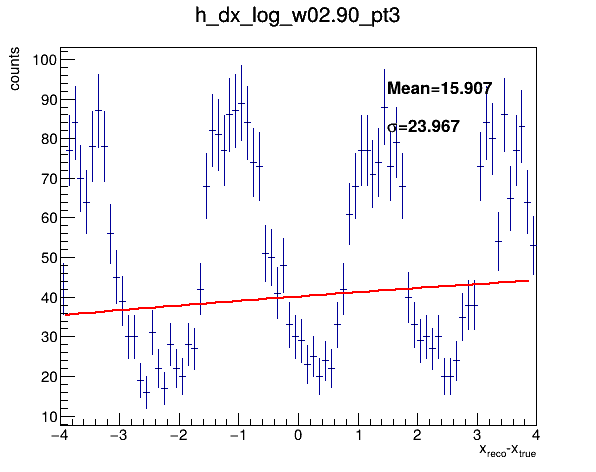 h_dx_log_w02.90_pt3
counts
Mean=15.907
σ=23.967
100
90
80
70
60
50
40
30
20
10
−4 −3 −2 −1 0 1 2 3 4
x_reco-x_true